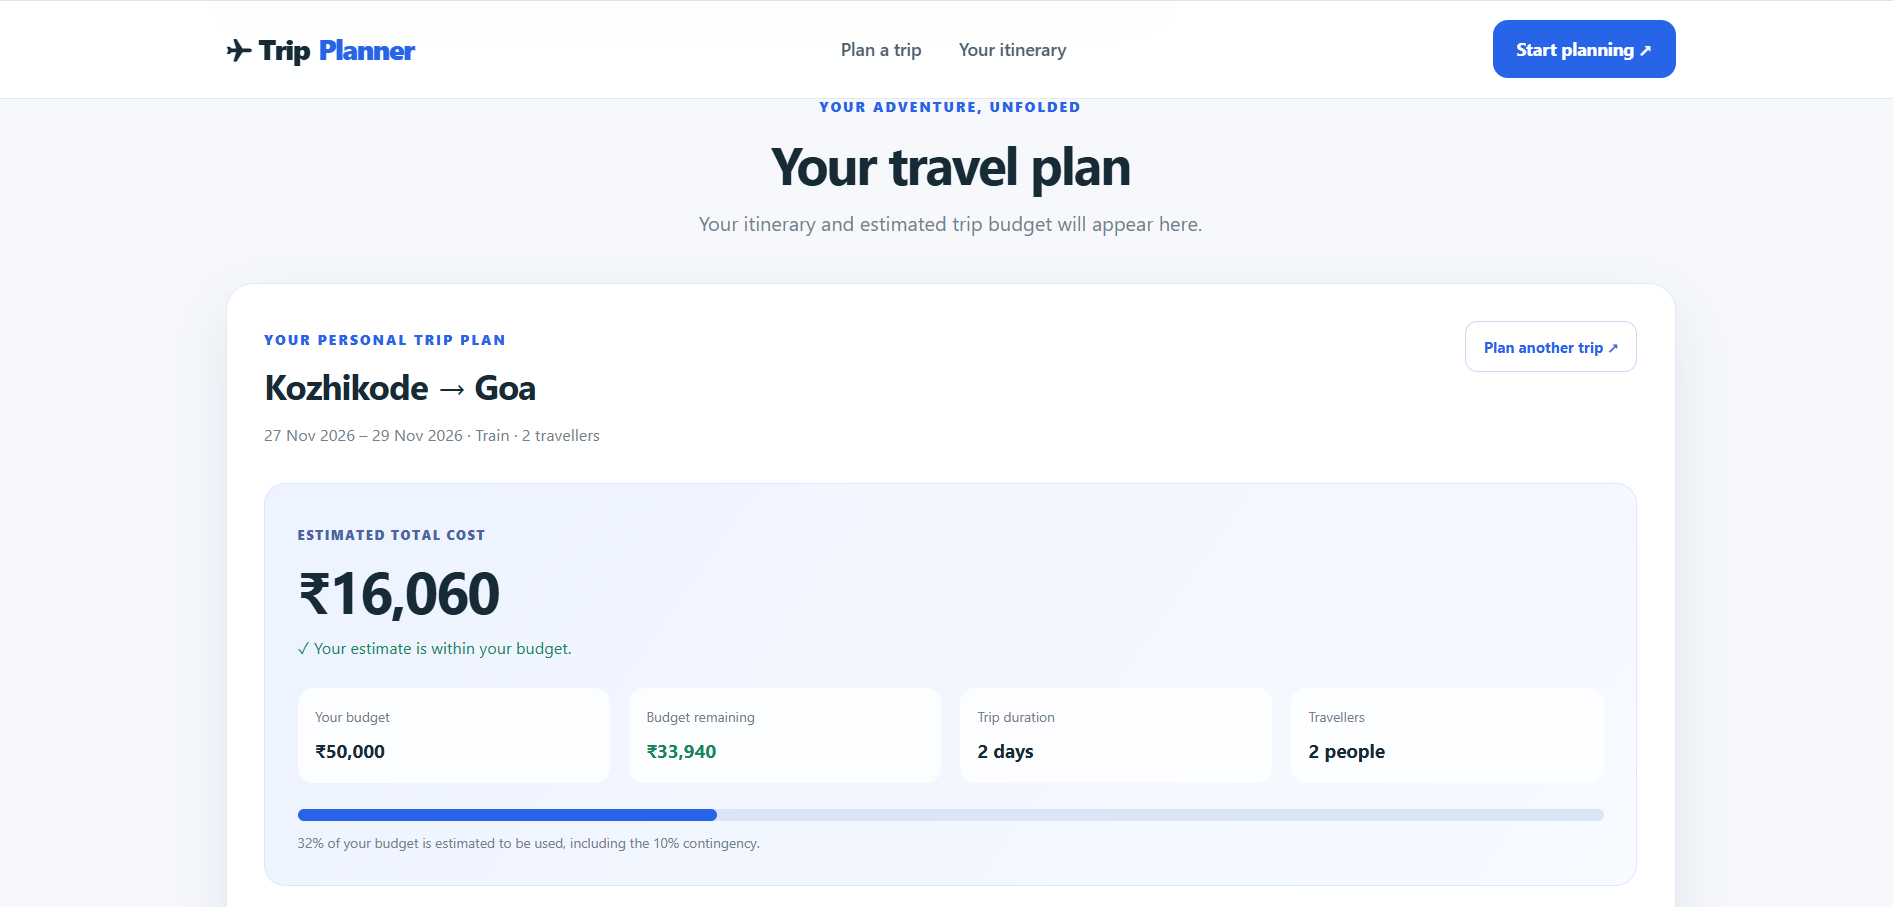 Trip Planner
Plan a trip
Your itinerary
Start planning ↗
YOUR ADVENTURE, UNFOLDED
Your travel plan
Your itinerary and estimated trip budget will appear here.
YOUR PERSONAL TRIP PLAN
Plan another trip ↗
Kozhikode → Goa
27 Nov 2026 – 29 Nov 2026 · Train · 2 travellers
ESTIMATED TOTAL COST
₹16,060
✓ Your estimate is within your budget.
Your budget
₹50,000
Budget remaining
₹33,940
Trip duration
2 days
Travellers
2 people
32% of your budget is estimated to be used, including the 10% contingency.